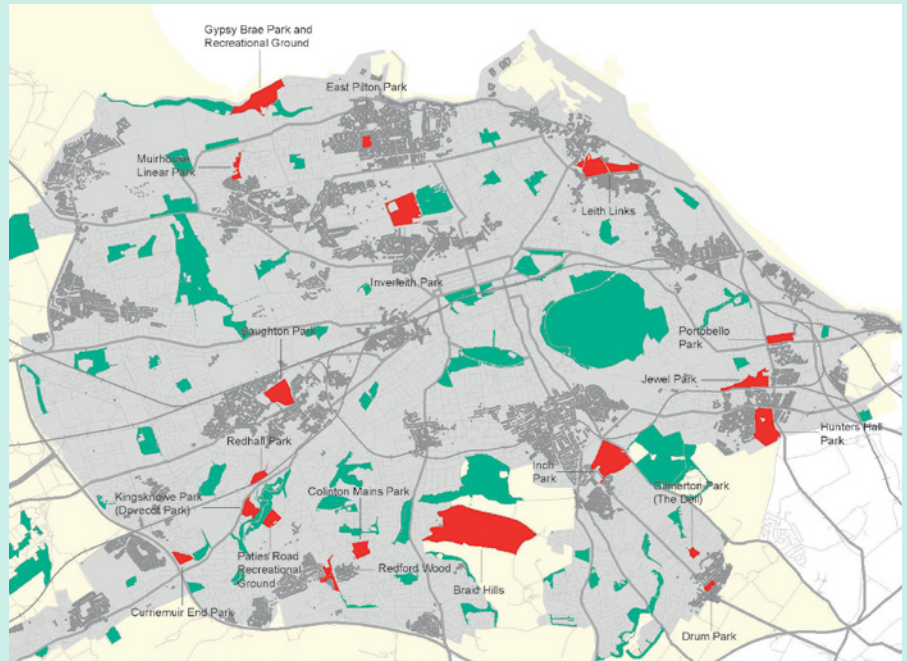 Gypsy Brae Park and
Recreational Ground
East Pilton Park
Muirhouse
Linear Park
Leith Links
Inverleith Park
Saughton Park
Portobello
Park
Jewel Park
Redhall Park
Hunters Hall
Park
Inch
Park
Gilmerton Park
(The Dell)
Kingsknowe Park
(Dovecot Park)
Colinton Mains Park
Paties Road
Recreational
Ground
Redford Wood
Braid Hills
Curriemuir End Park
Drum Park